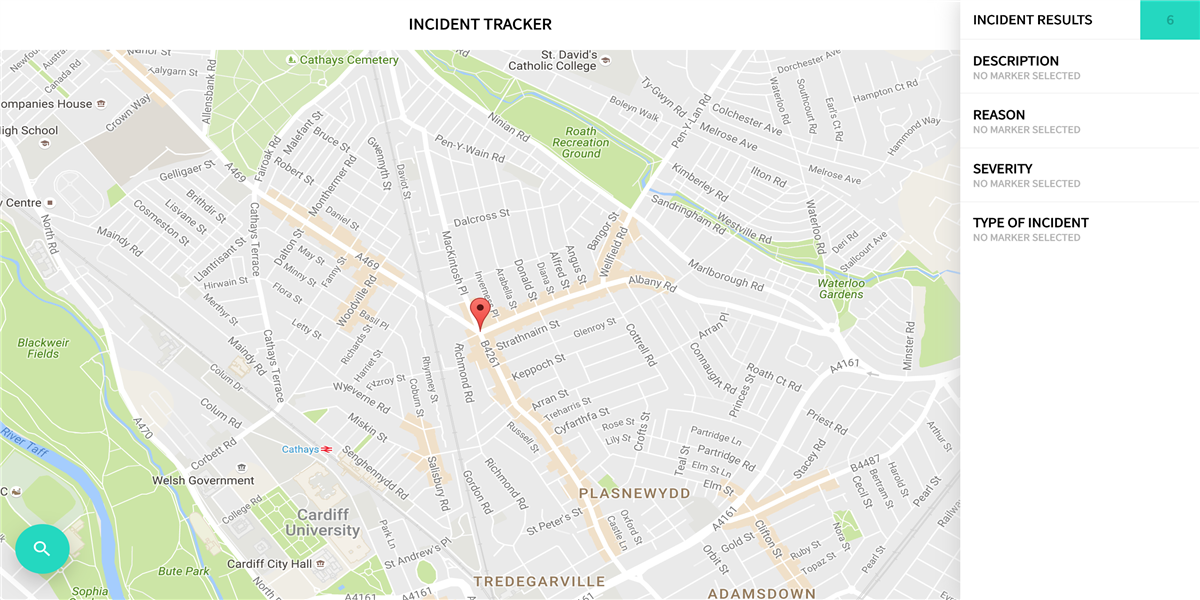 INCIDENT TRACKER
INCIDENT RESULTS
6
DESCRIPTION
NO MARKER SELECTED
REASON
NO MARKER SELECTED
SEVERITY
NO MARKER SELECTED
TYPE OF INCIDENT
NO MARKER SELECTED
Canada Rd
Talygarn St
Allensbank Rd
Cathays Cemetery
St. David's
Catholic College
Dorchester Ave
Ty-Gwyn Rd
Pen-Y-Lan Rd
Waterloo Rd
Southcourt Rd
Earl's Ct Rd
Hampton Ct Rd
ompanies House
Crown Way
igh School
Malefant St
Fairoak Rd
Bruce St
Gwennyth St
Ninian Rd
Boleyn Walk
Colchester Ave
Melrose Ave
Hammond Way
Roath
Recreation
Ground
Pen-Y-Wain Rd
Gelligaer St
A469
Robert St
Monthermer Rd
Daviot St
Kimberley Rd
Ilton Rd
Melrose Ave
y Centre
North Rd
Brithdir St
Lisvane St
Cosmeston St
Maindy Rd
Cathays Terrace
Daniel St
Dalcross St
Sandringham Rd
Westville Rd
Waterloo Rd
Deri Rd
Stallcourt Ave
Llantrisant St
Dalton St
May St
Minny St
Fanny St
A469
MacKintosh Pl
Bangor St
Wellfield Rd
Angus St
Alfred St
Diana St
Donald St
Arabella St
Albany Rd
Marlborough Rd
Waterloo
Gardens
Hirwain St
Flora St
Woodville Rd
Merthyr St
Letty St
Basil Pl
Richards St
Harriet St
Strathnairn St
Glenroy St
Cottrell Rd
Arran Pl
Minster Rd
Blackweir
Fields
Maindy Rd
Cathays Terrace
Colum Dr
Colum Rd
B4261
Richmond Rd
Keppoch St
Connaught Rd
Roath Ct Rd
A4161
Princes St
Rhymney St
Coburn St
Wyeverne Rd
Arran St
Treharris St
Cyfarthfa St
Rose St
Lily St
Crofts St
Priest Rd
Arthur St
A470
River Taff
Corbett Rd
Miskin St
Cathays
Senghennydd Rd
Salisbury Rd
Russell St
Partridge Ln
Partridge Rd
Elm St Ln
Elm St
Teal St
Stacey Rd
B4487
Harold St
Bertram St
Cecil St
Pearl St
C
Welsh Government
College Rd
Cardiff
University
Gordon Rd
Richmond Rd
PLASNEWYDD
St Peter's St
Oxford St
Castle Ln
A4161
Clifton St
Gold St
Orbit St
Nora St
Ruby St
Topaz St
Pearl St
Park Ln
St Andrew's Pl
Cardiff City Hall
Bute Park
Sophia
North Rd
A4161
A4161
TREDEGARVILLE
ADAMSDOWN